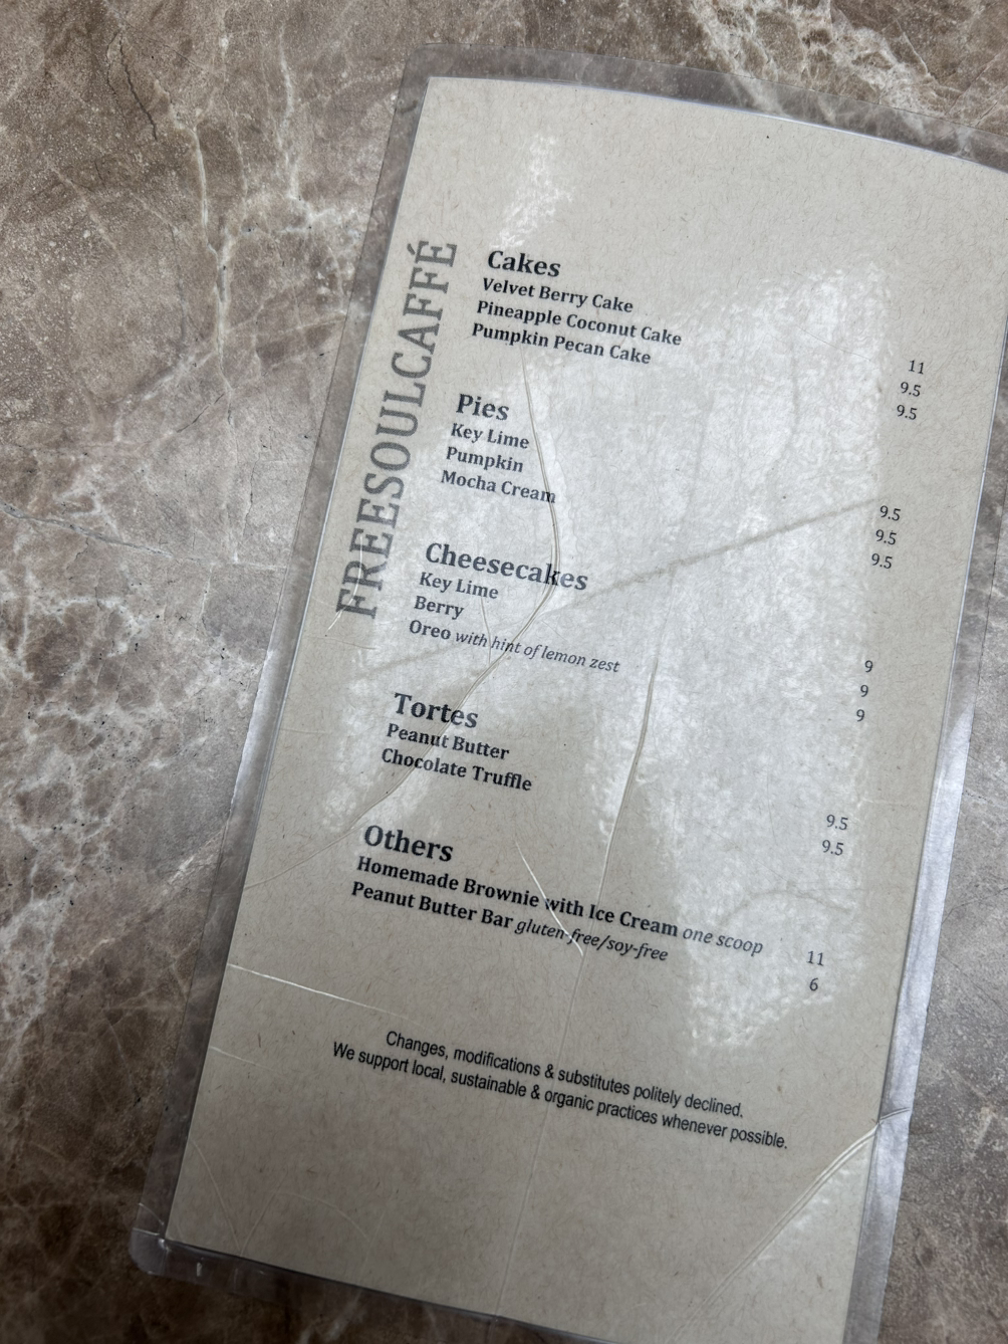 FREESOULCAFFÉ
Cakes
Velvet Berry Cake 11
Pineapple Coconut Cake 9.5
Pumpkin Pecan Cake 9.5
Pies
Key Lime 9.5
Pumpkin 9.5
Mocha Cream 9.5
Cheesecakes
Key Lime 9
Berry 9
Oreo with hint of lemon zest 9
Tortes
Peanut Butter 9.5
Chocolate Truffle 9.5
Others
Homemade Brownie with Ice Cream one scoop 11
Peanut Butter Bar gluten-free/soy-free 6
Changes, modifications & substitutes politely declined.
We support local, sustainable & organic practices whenever possible.